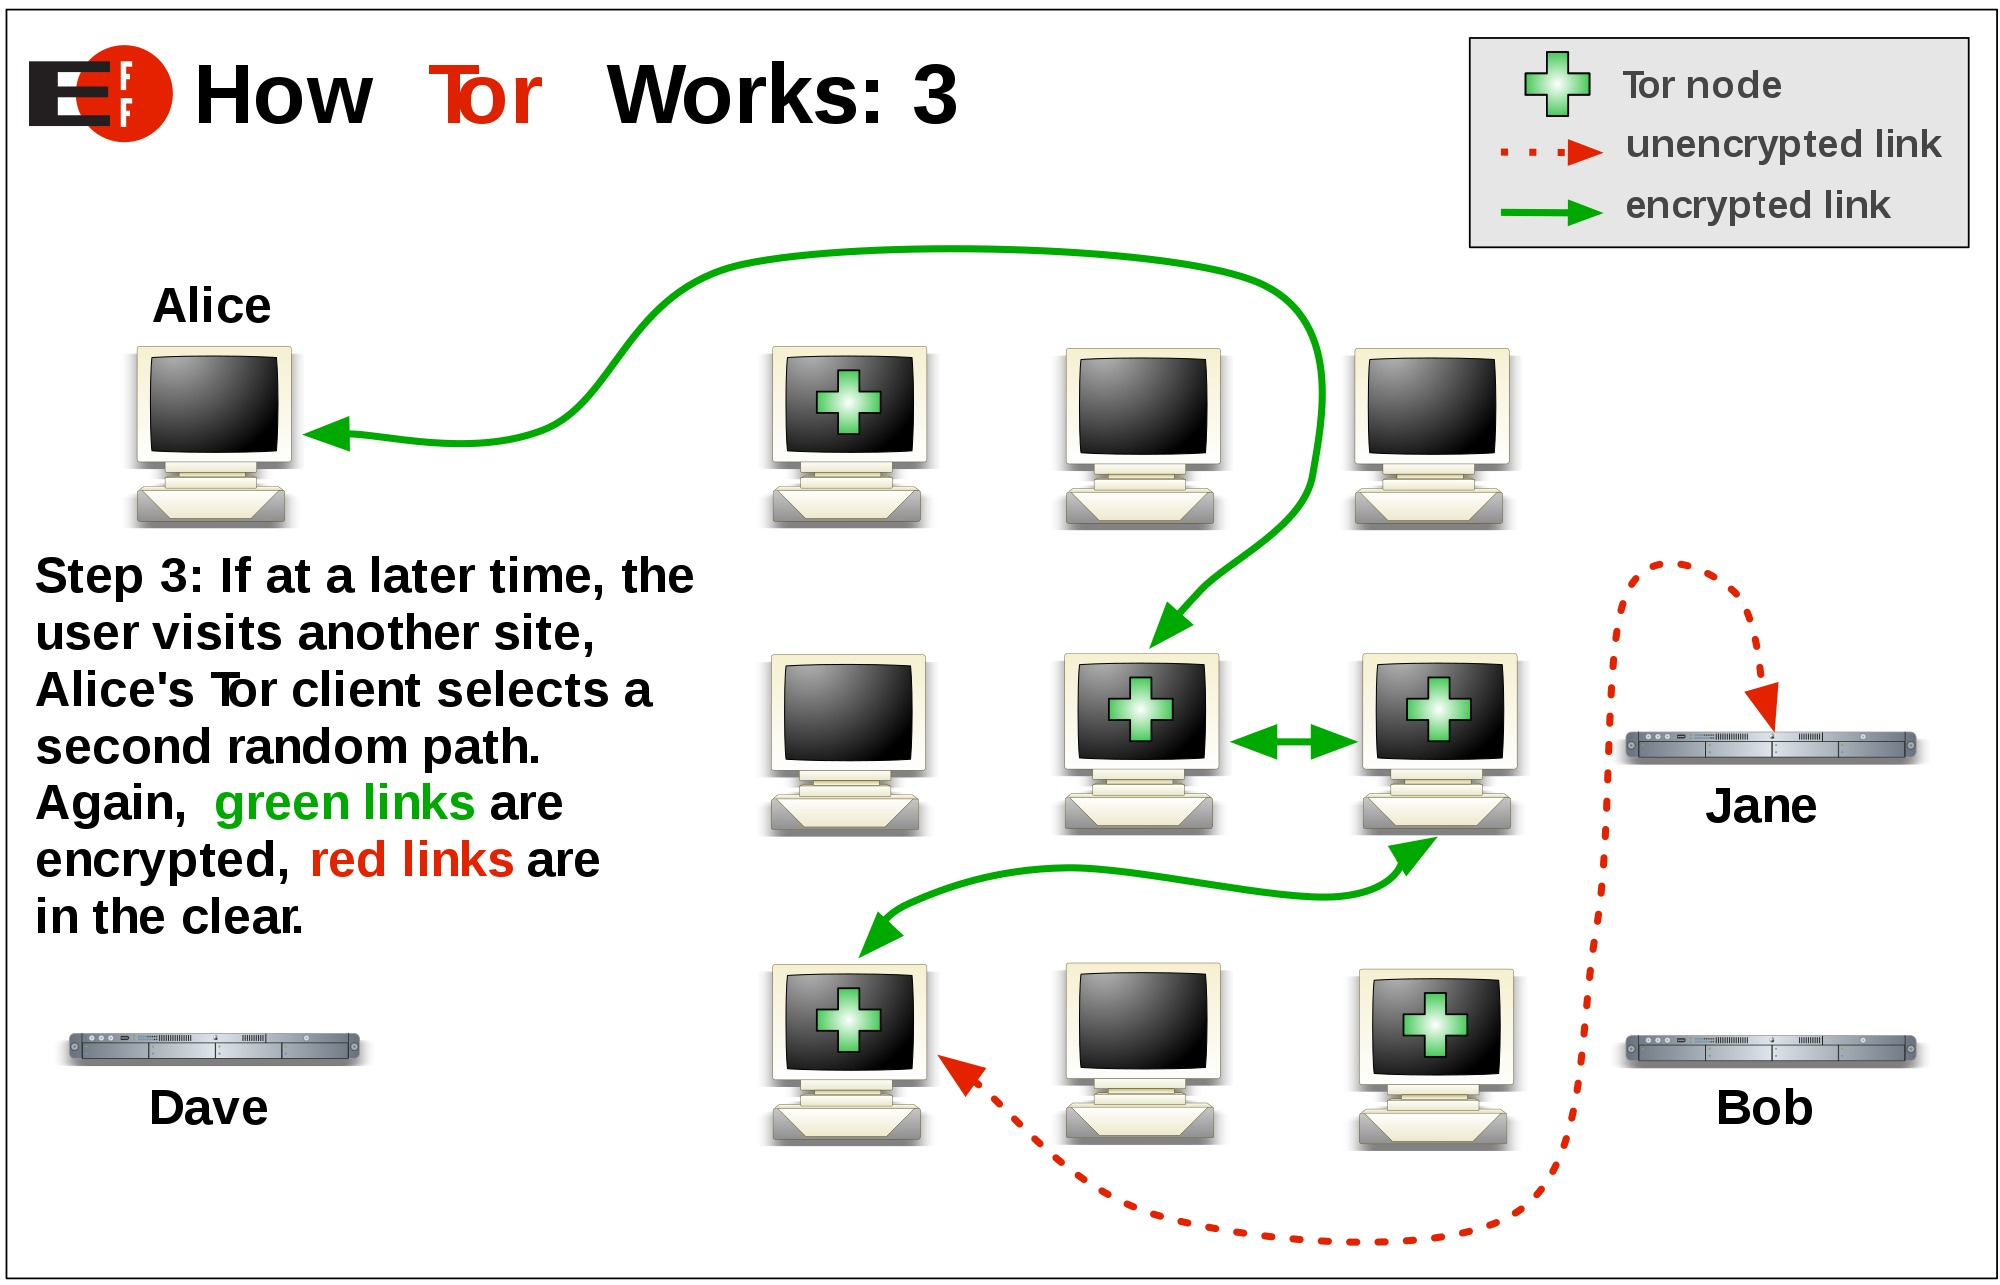 EFF How Tor Works: 3
Tor node
unencrypted link
encrypted link
Alice
Step 3: If at a later time, the
user visits another site,
Alice's Tor client selects a
second random path.
Again, green links are
encrypted, red links are
in the clear.
Jane
Dave
Bob